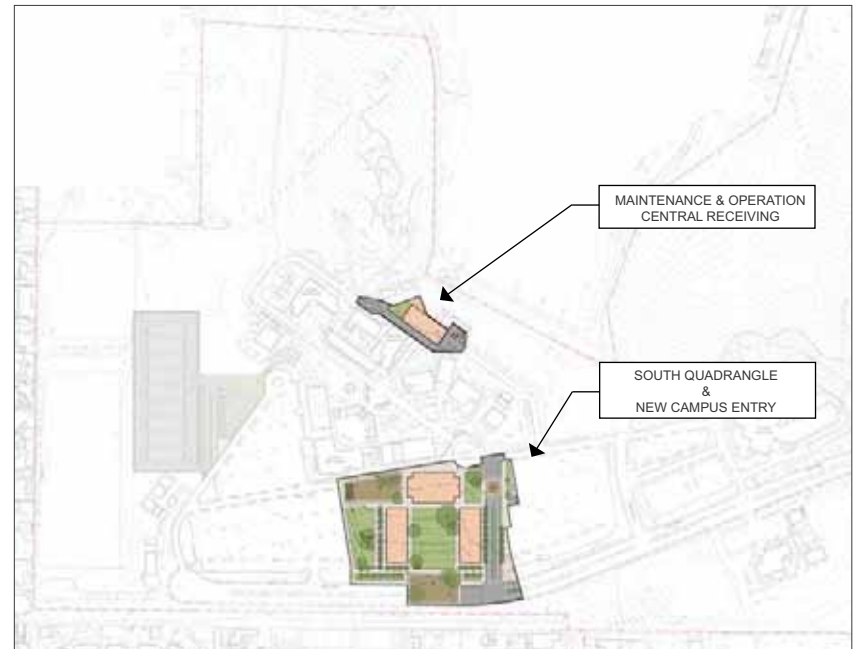 MAINTENANCE & OPERATION
CENTRAL RECEIVING
SOUTH QUADRANGLE
&
NEW CAMPUS ENTRY